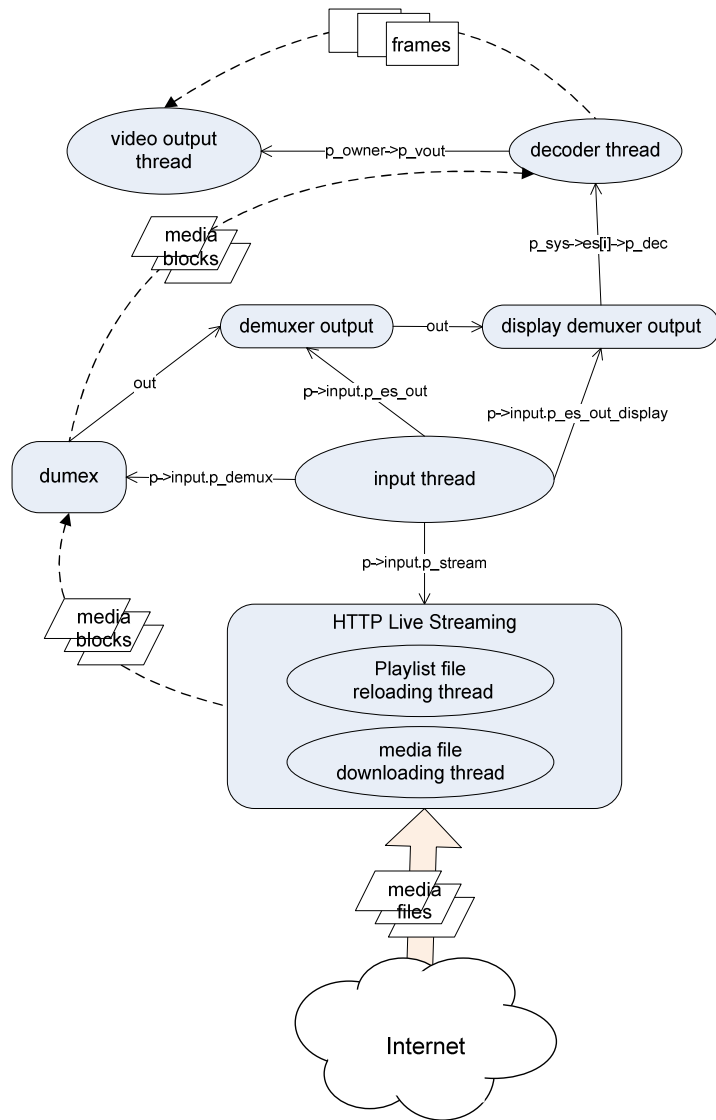 frames
video output
thread
p_owner->p_vout
decoder thread
media
blocks
p_sys->es[i]->p_dec
demuxer output
out
display demuxer output
out
p->input.p_es_out
p->input.p_es_out_display
dumex
p->input.p_demux
input thread
p->input.p_stream
media
blocks
HTTP Live Streaming
Playlist file
reloading thread
media file
downloading thread
media
files
Internet